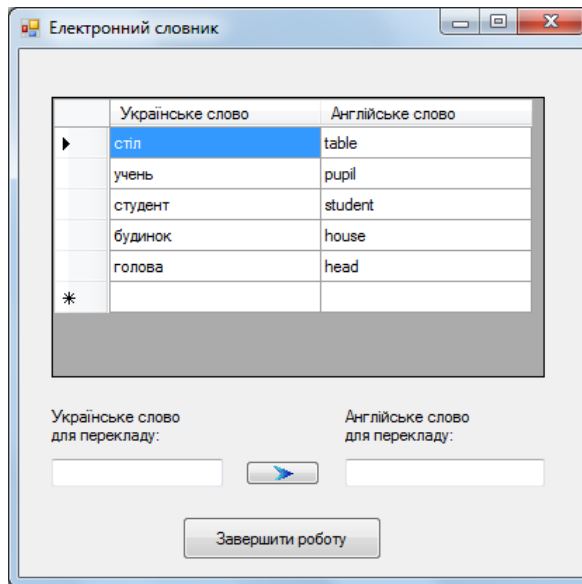 Електронний словник
Українське слово Англійське слово
стіл table
учень pupil
студент student
будинок house
голова head
Українське слово
для перекладу:
Англійське слово
для перекладу:
Завершити роботу